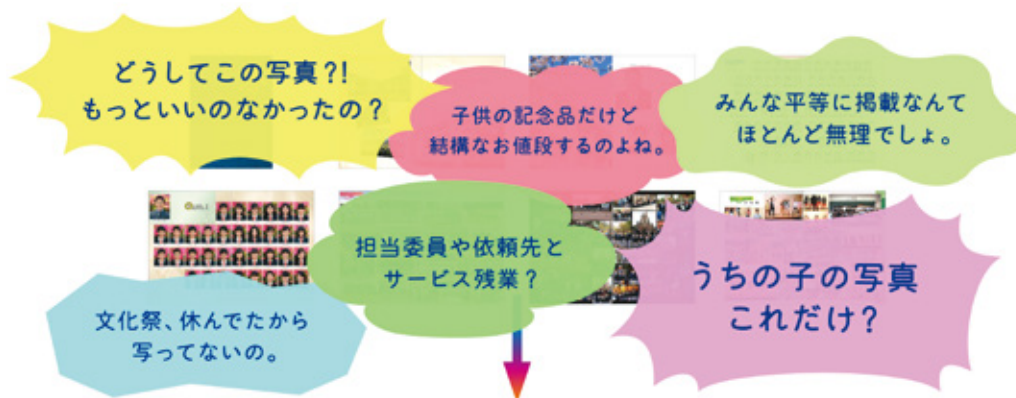 どうしてこの写真?!
もっといいのなかったの?
子供の記念品だけど
結構なお値段するのよね。
みんな平等に掲載なんて
ほとんど無理でしょ。
担当委員や依頼先と
サービス残業?
うちの子の写真
これだけ?
文化祭、休んでたから
写ってないの。